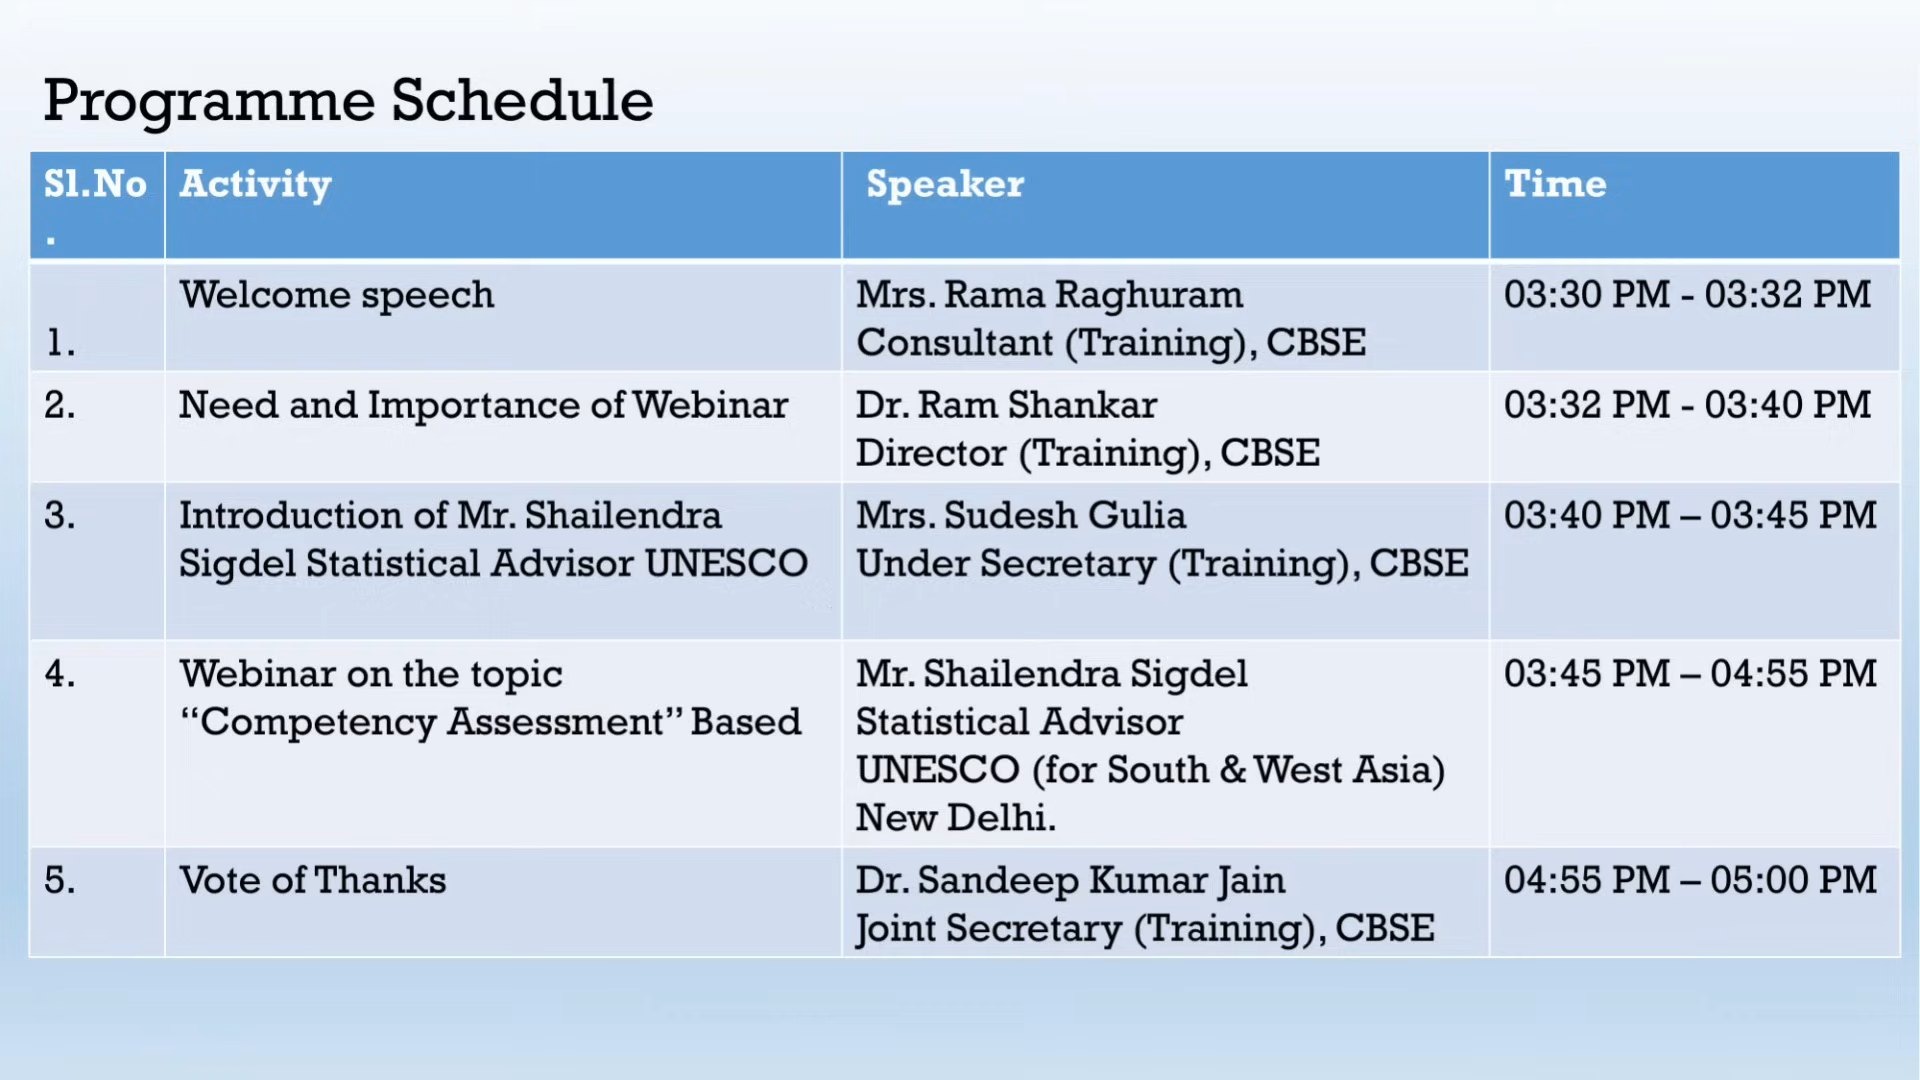 Programme Schedule
Sl.No
.
Activity
Speaker
Time
1.
Welcome speech
Mrs. Rama Raghuram
Consultant (Training), CBSE
03:30 PM - 03:32 PM
2.
Need and Importance of Webinar
Dr. Ram Shankar
Director (Training), CBSE
03:32 PM - 03:40 PM
3.
Introduction of Mr. Shailendra
Sigdel Statistical Advisor UNESCO
Mrs. Sudesh Gulia
Under Secretary (Training), CBSE
03:40 PM – 03:45 PM
4.
Webinar on the topic
“Competency Assessment” Based
Mr. Shailendra Sigdel
Statistical Advisor
UNESCO (for South & West Asia)
New Delhi.
03:45 PM – 04:55 PM
5.
Vote of Thanks
Dr. Sandeep Kumar Jain
Joint Secretary (Training), CBSE
04:55 PM – 05:00 PM